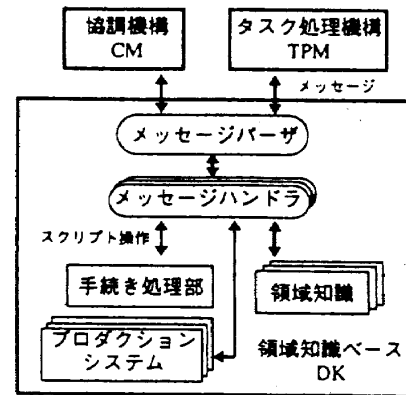 協調機構
CM
タスク処理機構
TPM
メッセージ
メッセージパーザ
メッセージハンドラ
スクリプト操作
手続き処理部
領域知識
プロダクション
システム
領域知識ベース
DK